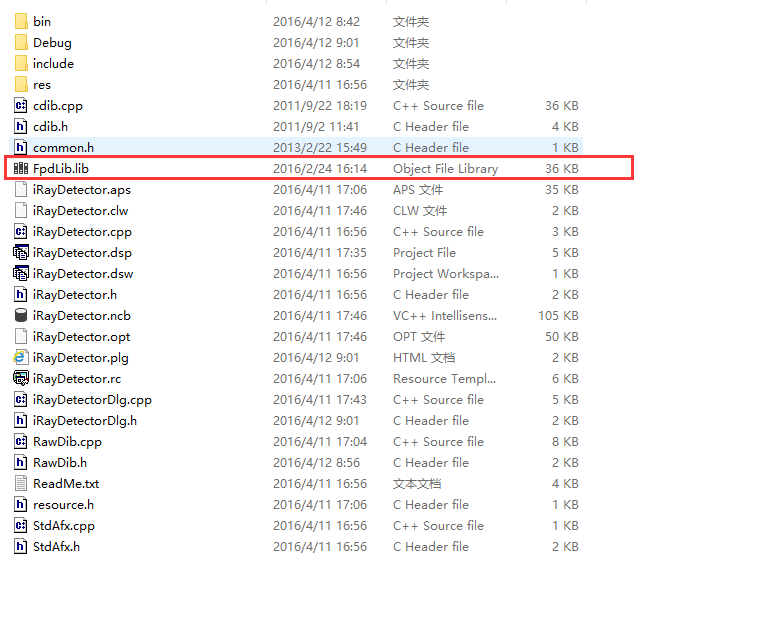 bin 2016/4/12 8:42 文件夹
Debug 2016/4/12 9:01 文件夹
include 2016/4/12 8:54 文件夹
res 2016/4/11 16:56 文件夹
cdib.cpp 2011/9/22 18:19 C++ Source file 36 KB
cdib.h 2011/9/2 11:41 C Header file 4 KB
common.h 2013/2/22 15:49 C Header file 1 KB
FpdLib.lib 2016/2/24 16:14 Object File Library 36 KB
iRayDetector.aps 2016/4/11 17:06 APS 文件 35 KB
iRayDetector.clw 2016/4/11 17:46 CLW 文件 2 KB
iRayDetector.cpp 2016/4/11 17:46 C++ Source file 3 KB
iRayDetector.dsp 2016/4/11 17:35 Project File 5 KB
iRayDetector.dsw 2016/4/11 16:56 Project Workspa... 1 KB
iRayDetector.h 2016/4/11 16:56 C Header file 2 KB
iRayDetector.ncb 2016/4/11 17:06 VC++ Intellisens... 105 KB
iRayDetector.opt 2016/4/11 17:06 OPT 文件 50 KB
iRayDetector.plg 2016/4/12 9:01 HTML 文档 2 KB
iRayDetector.rc 2016/4/11 17:06 Resource Templ... 6 KB
iRayDetectorDlg.cpp 2016/4/11 17:43 C++ Source file 5 KB
iRayDetectorDlg.h 2016/4/12 9:01 C Header file 2 KB
RawDib.cpp 2016/4/11 17:04 C++ Source file 8 KB
RawDib.h 2016/4/12 8:56 C Header file 2 KB
ReadMe.txt 2016/4/11 16:56 文本文档 4 KB
resource.h 2016/4/11 17:06 C Header file 1 KB
StdAfx.cpp 2016/4/11 16:56 C++ Source file 1 KB
StdAfx.h 2016/4/11 16:56 C Header file 2 KB